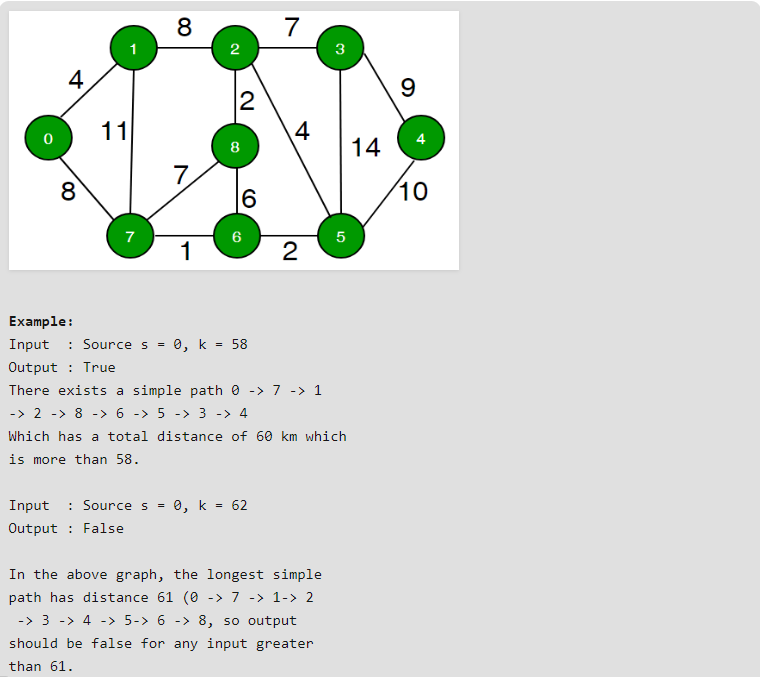 8 7
1 2 3
4 9
2
11 4
0 8 14 4
7
8 6 10
7 6 5
1 2
Example:
Input  : Source s = 0, k = 58
Output : True
There exists a simple path 0 -> 7 -> 1
-> 2 -> 8 -> 6 -> 5 -> 3 -> 4
Which has a total distance of 60 km which
is more than 58.
Input  : Source s = 0, k = 62
Output : False
In the above graph, the longest simple
path has distance 61 (0 -> 7 -> 1-> 2
-> 3 -> 4 -> 5-> 6 -> 8, so output
should be false for any input greater
than 61.